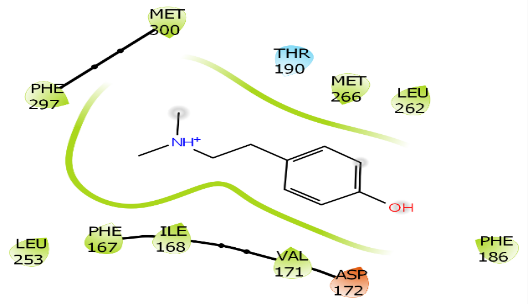 MET
300
THR
190
PHE
297
MET
266
LEU
262
NH+
OH
LEU
253
PHE
167
ILE
168
VAL
171
ASP
172
PHE
186